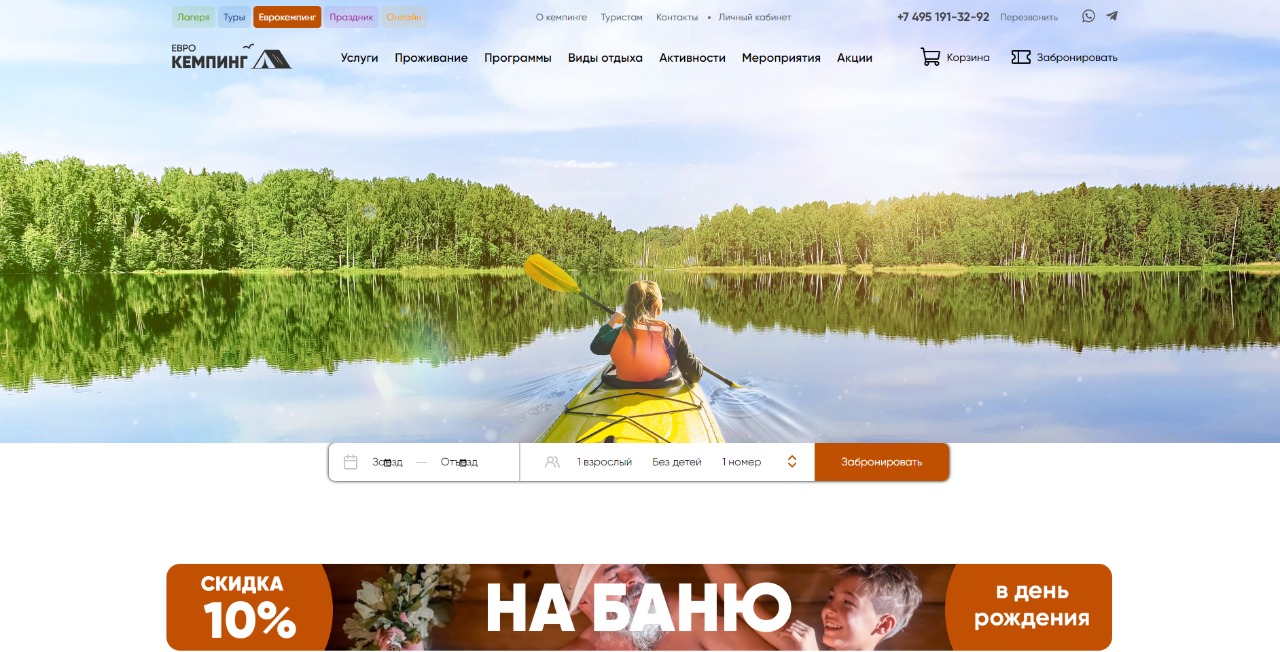 Лагеря Туры Еврокемпинг Праздник Онлайн О кемпинге Туристам Контакты • Личный кабинет +7 495 191-32-92 Перезвонить
ЕВРО
КЕМПИНГ Услуги Проживание Программы Виды отдыха Активности Мероприятия Акции Корзина Забронировать
Заезд — Отъезд 1 взрослый Без детей 1 номер Забронировать
СКИДКА
10%
НА БАНЮ
в день
рождения